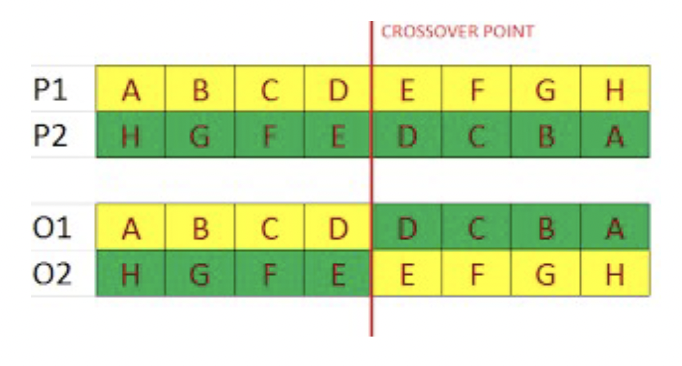 CROSSOVER POINT
P1 A B C D E F G H
P2 H G F E D C B A
O1 A B C D D C B A
O2 H G F E E F G H